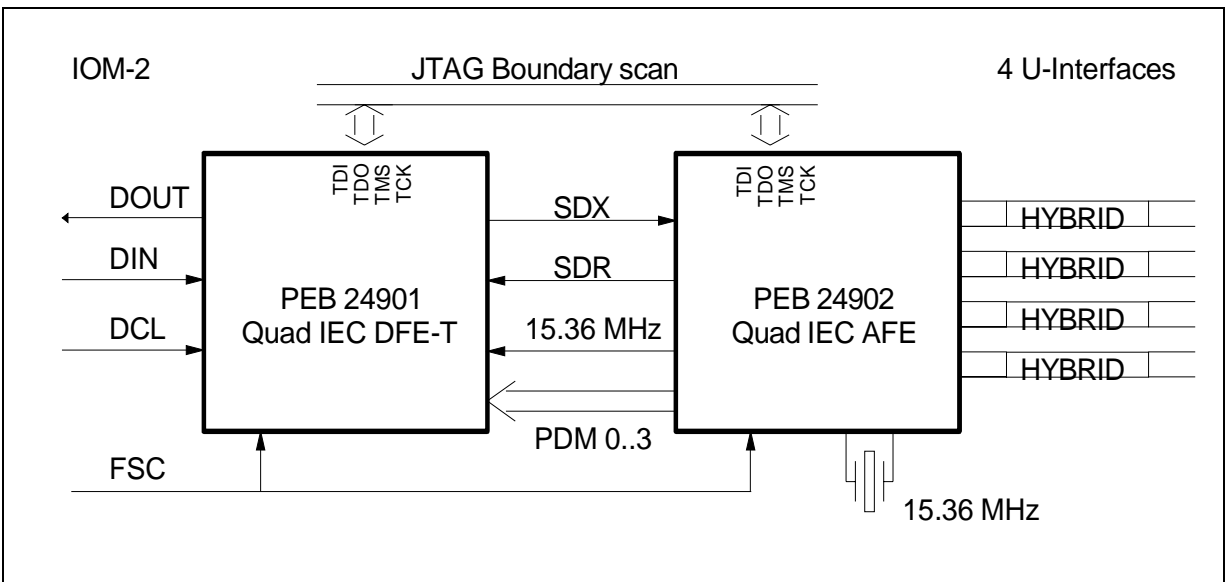 IOM-2
JTAG Boundary scan
4 U-Interfaces
TDI
TDO
TMS
TCK
TDI
TDO
TMS
TCK
DOUT
DIN
DCL
FSC
PEB 24901
Quad IEC DFE-T
SDX
SDR
15.36 MHz
PDM 0..3
PEB 24902
Quad IEC AFE
HYBRID
HYBRID
HYBRID
HYBRID
15.36 MHz